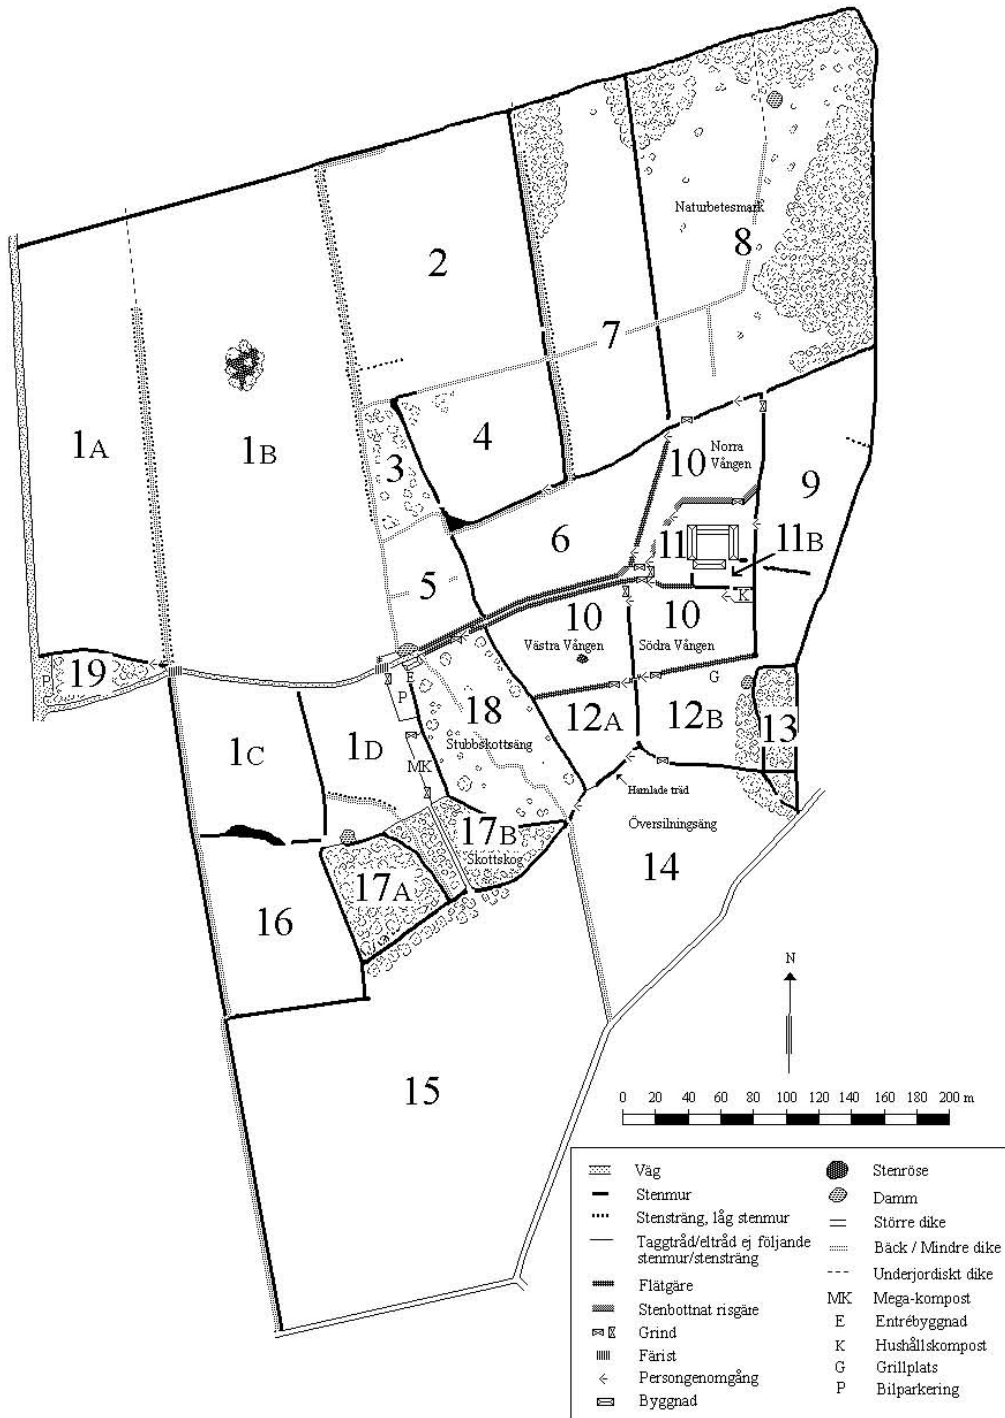 Naturbetesmark
8
2
7
1A
1B
4
3
10 Norra
Vången
9
6
11
11B
5
K
10
Västra Vången
10
Södra Vången
19
P
E
P
G
18
Stubbskottsäng
12A
12B
13
1C
1D
MK
Hamlade träd
Översilningsäng
17B
Skottskog
14
17A
16
N
15
0 20 40 60 80 100 120 140 160 180 200 m
Väg
Stenmur
Stensträng, låg stenmur
Taggtråd/eltråd ej följande
stenmur/stensträng
Flätgäre
Stenbottnat risgäre
Grind
Färist
Persongenomgång
Byggnad
Stenröse
Damm
Större dike
Bäck / Mindre dike
Underjordiskt dike
MK Mega-kompost
E Entrébyggnad
K Hushållskompost
G Grillplats
P Bilparkering